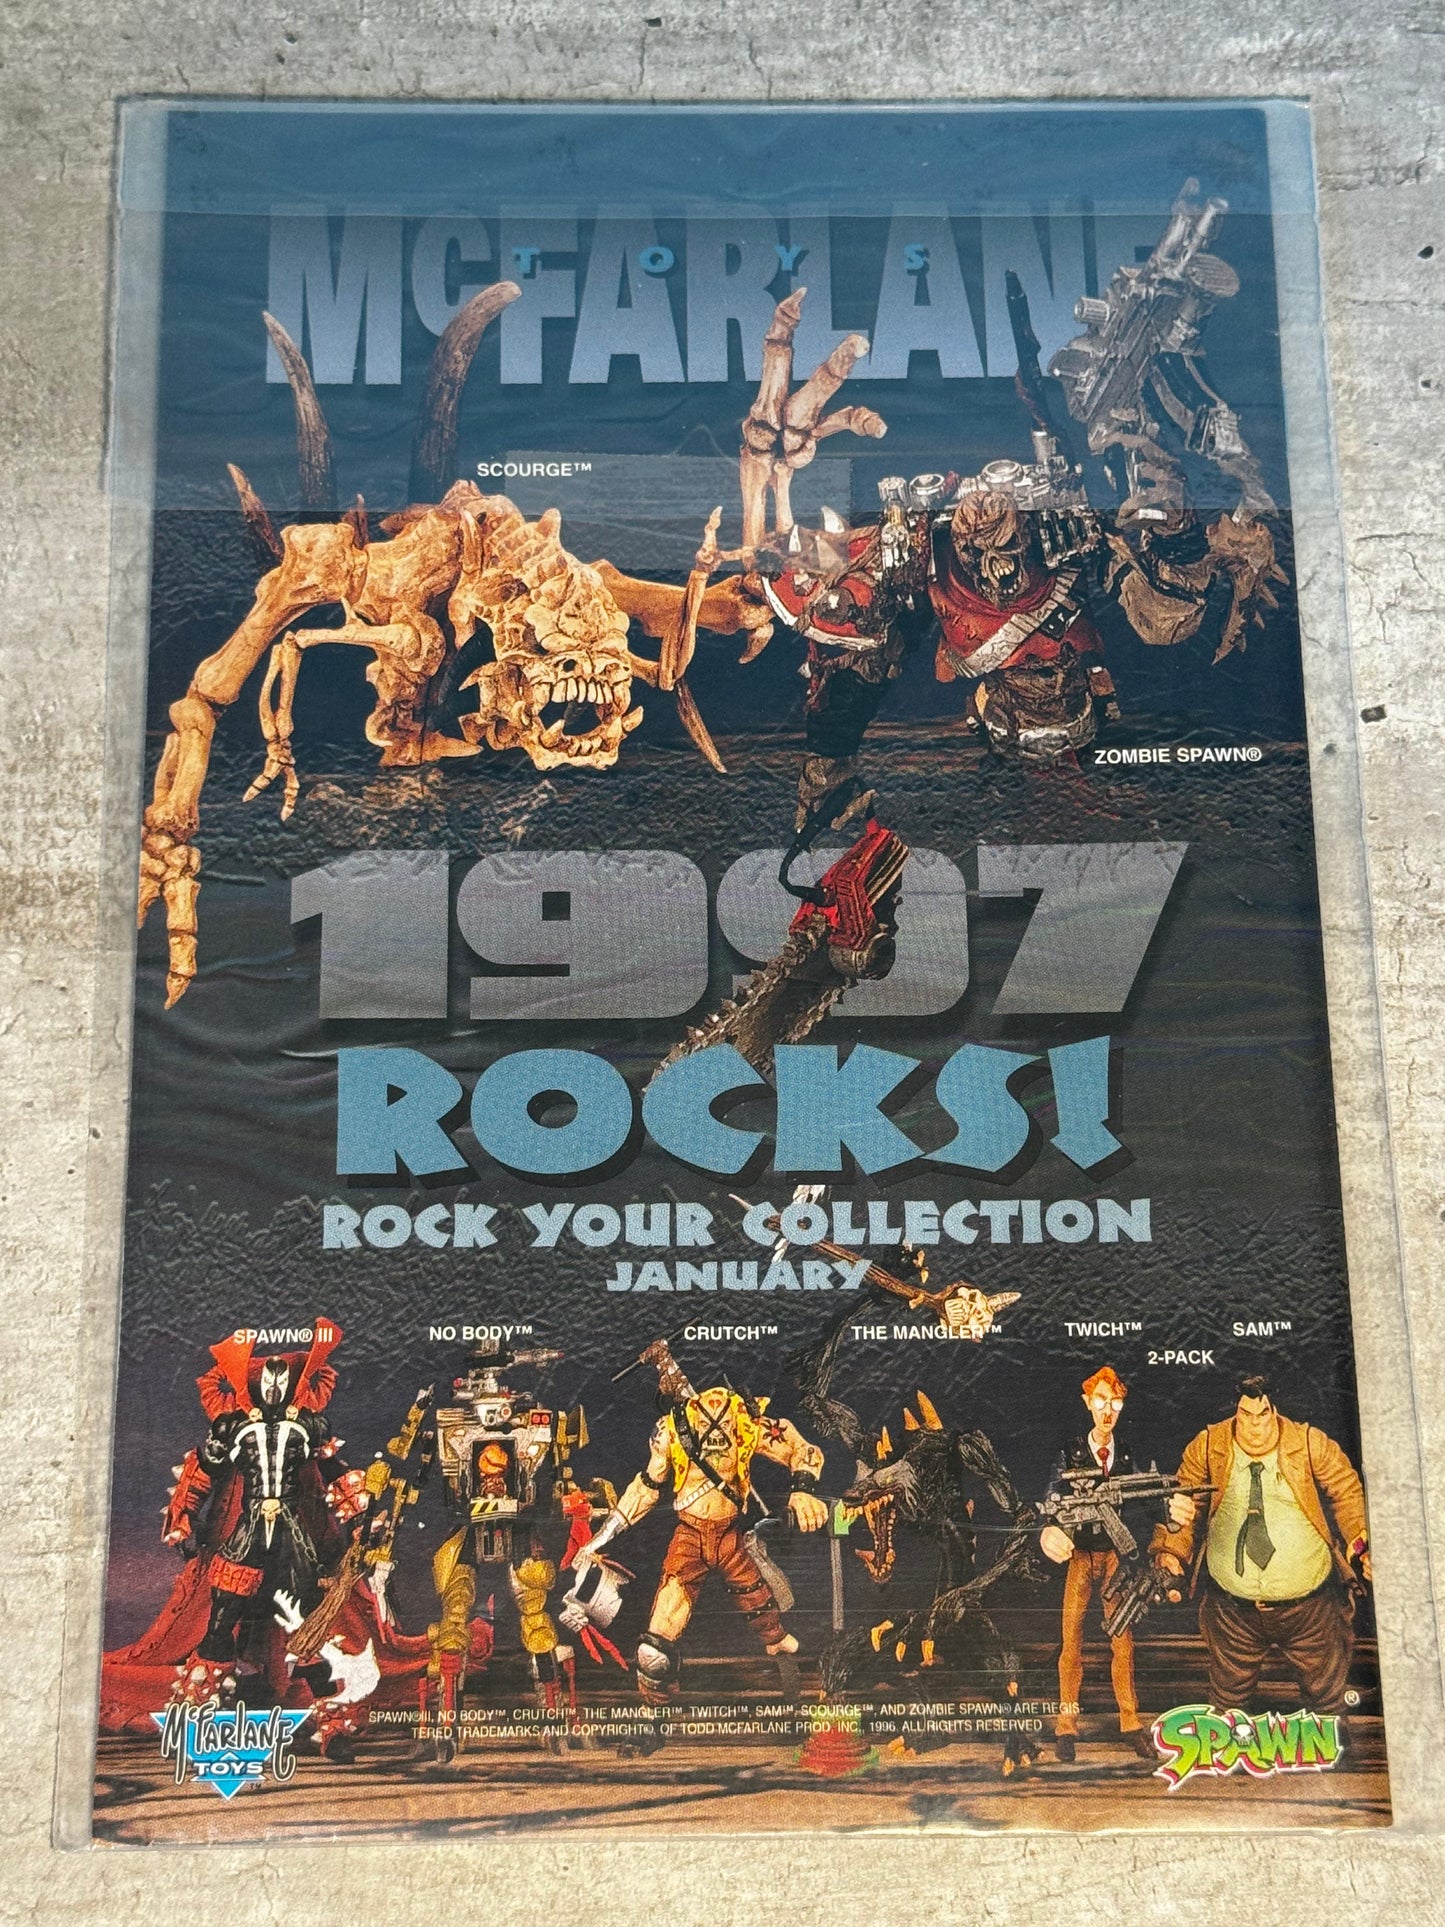 McFARLANE
TOYS
SCOURGE™
ZOMBIE SPAWN®
1997
ROCKS!
ROCK YOUR COLLECTION
JANUARY
SPAWN® III
NO BODY™
CRUTCH™
THE MANGLER™
TWICH™
SAM™
2-PACK
77
SPAWN®III, NO BODY™, CRUTCH™, THE MANGLER™, TWITCH™, SAM™, SCOURGE™, AND ZOMBIE SPAWN® ARE REGIS-
TERED TRADEMARKS AND COPYRIGHT©, OF TODD MCFARLANE PROD, INC., 1996. ALL RIGHTS RESERVED
McFARLANE
TOYS
SPAWN®